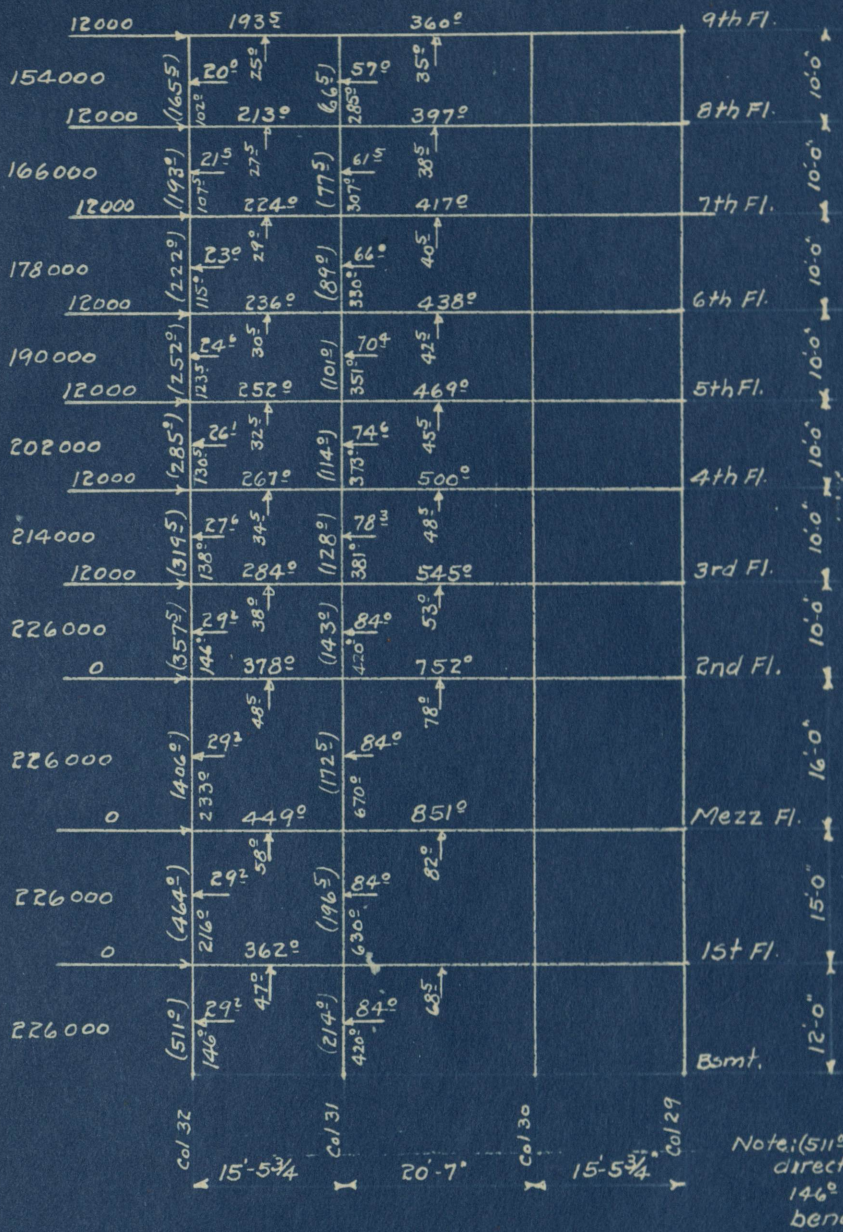 12000 193⁵ 360⁰ 9th Fl.
154000 (165⁵) 20⁰ 102⁰ 25⁰ (66⁵) 57⁰ 285⁰ 35⁰ 10'-0"
12000 213⁰ 397⁰ 8th Fl.
166000 (193⁰) 21⁵ 107⁵ 27⁵ (77⁵) 61⁵ 307⁰ 38⁵ 10'-0"
12000 224⁰ 417⁰ 7th Fl.
178000 (222⁰) 23⁰ 115⁰ 29⁰ (89⁰) 66⁰ 330⁰ 40⁵ 10'-0"
12000 236⁰ 438⁰ 6th Fl.
190000 (252⁰) 24⁶ 123⁵ 30⁵ (101⁰) 70⁴ 351⁰ 42⁵ 10'-0"
12000 252⁰ 469⁰ 5th Fl.
202000 (285⁰) 26¹ 130⁵ 32⁵ (114⁰) 74⁶ 373⁰ 45⁵ 10'-0"
12000 267⁰ 500⁰ 4th Fl.
214000 (319⁵) 27⁶ 138⁰ 34⁵ (128⁰) 78³ 381⁰ 48⁵ 10'-0"
12000 284⁰ 545⁰ 3rd Fl.
226000 (357⁵) 29² 146⁰ 38⁰ (143⁰) 84⁰ 420⁰ 53⁰ 10'-0"
0 378⁰ 752⁰ 2nd Fl.
226000 (406⁰) 29² 233⁰ 48⁵ (172⁵) 84⁰ 670⁰ 78⁰ 16'-0"
0 449⁰ 851⁰ Mezz Fl.
226000 (464⁰) 29² 216⁰ 58⁰ (196⁵) 84⁰ 630⁰ 82⁰ 15'-0"
0 362⁰ 1st Fl.
226000 (511⁰) 29² 146⁰ 47⁰ (214⁰) 84⁰ 420⁰ 68⁵ 12'-0"
Bsmt.
Col 32 Col 31 Col 30 Col 29
15'-5¾ 20'-7" 15'-5¾"
Note: (511⁰
direct
146⁰
ben